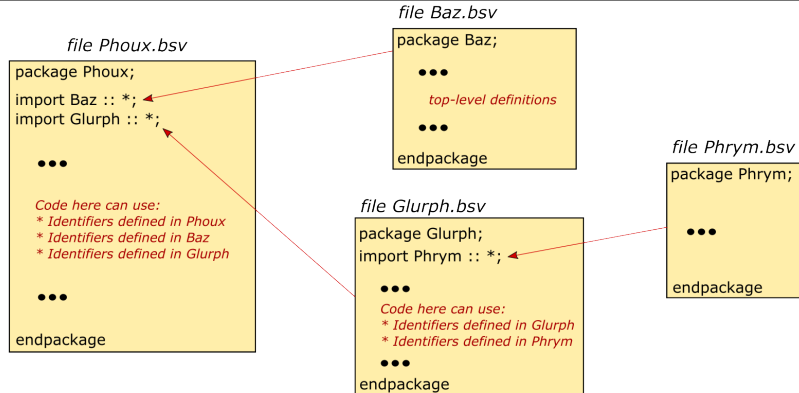 file Phoux.bsv
package Phoux;
import Baz :: *;
import Glurph :: *;
•••
Code here can use:
* Identifiers defined in Phoux
* Identifiers defined in Baz
* Identifiers defined in Glurph
•••
endpackage
file Baz.bsv
package Baz;
•••
top-level definitions
•••
endpackage
file Glurph.bsv
package Glurph;
import Phrym :: *;
•••
Code here can use:
* Identifiers defined in Glurph
* Identifiers defined in Phrym
•••
endpackage
file Phrym.bsv
package Phrym;
•••
endpackage